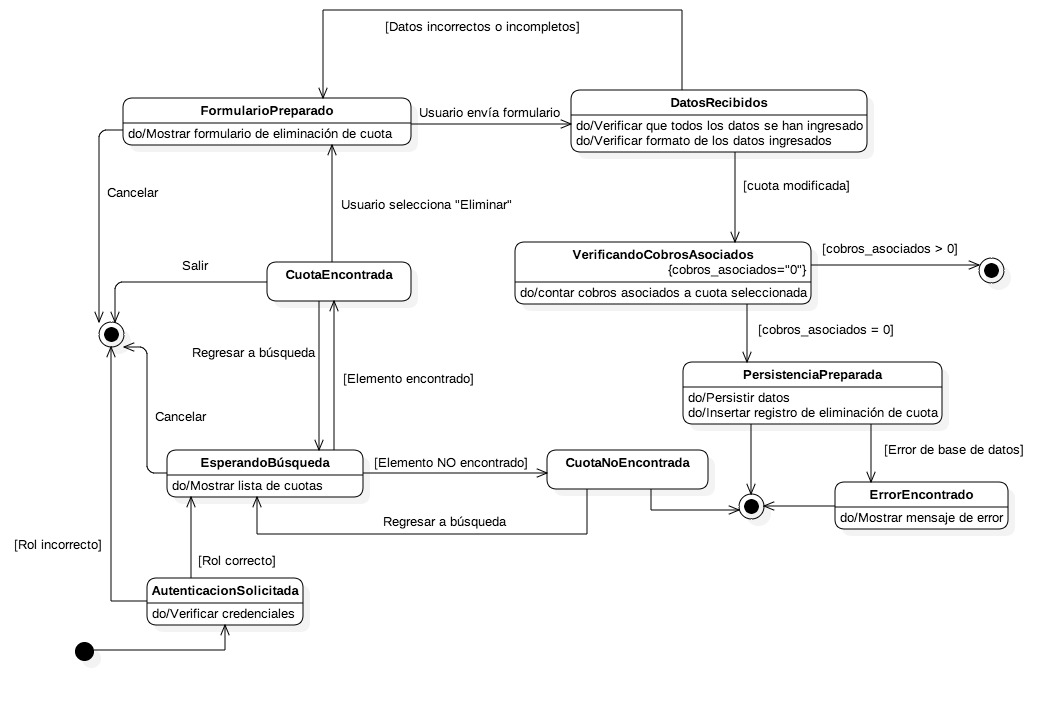 [Datos incorrectos o incompletos]
FormularioPreparado
do/Mostrar formulario de eliminación de cuota
Usuario envía formulario
DatosRecibidos
do/Verificar que todos los datos se han ingresado
do/Verificar formato de los datos ingresados
Cancelar
Usuario selecciona "Eliminar"
[cuota modificada]
Salir
CuotaEncontrada
VerificandoCobrosAsociados
{cobros_asociados="0"}
do/contar cobros asociados a cuota seleccionada
[cobros_asociados > 0]
[cobros_asociados = 0]
Regresar a búsqueda
[Elemento encontrado]
PersistenciaPreparada
do/Persistir datos
do/Insertar registro de eliminación de cuota
Cancelar
EsperandoBúsqueda
do/Mostrar lista de cuotas
[Elemento NO encontrado]
CuotaNoEncontrada
[Error de base de datos]
ErrorEncontrado
do/Mostrar mensaje de error
Regresar a búsqueda
[Rol incorrecto]
[Rol correcto]
AutenticacionSolicitada
do/Verificar credenciales